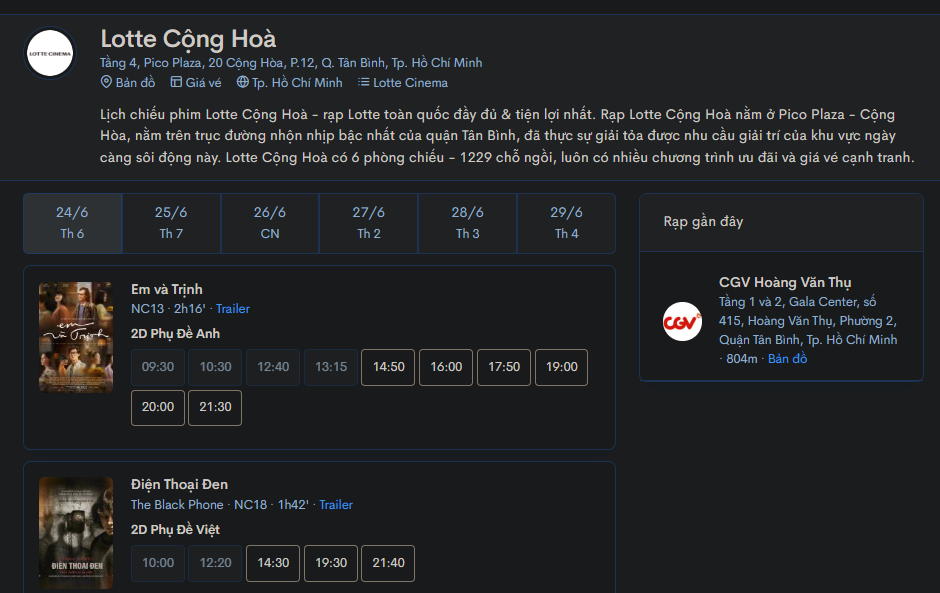 LOTTE CINEMA
Lotte Cộng Hoà
Tầng 4, Pico Plaza, 20 Cộng Hòa, P.12, Q. Tân Bình, Tp. Hồ Chí Minh
Bản đồ Giá vé Tp. Hồ Chí Minh Lotte Cinema
Lịch chiếu phim Lotte Cộng Hoà - rạp Lotte toàn quốc đầy đủ & tiện lợi nhất. Rạp Lotte Cộng Hoà nằm ở Pico Plaza - Cộng
Hòa, nằm trên trục đường nhộn nhịp bậc nhất của quận Tân Bình, đã thực sự giải tỏa được nhu cầu giải trí của khu vực ngày
càng sôi động này. Lotte Cộng Hoà có 6 phòng chiếu - 1229 chỗ ngồi, luôn có nhiều chương trình ưu đãi và giá vé cạnh tranh.
24/6 25/6 26/6 27/6 28/6 29/6
Th 6 Th 7 CN Th 2 Th 3 Th 4
em
và Trịnh
Em và Trịnh
NC13 · 2h16' · Trailer
2D Phụ Đề Anh
09:30 10:30 12:40 13:15 14:50 16:00 17:50 19:00
20:00 21:30
ĐIỆN THOẠI ĐEN
Điện Thoại Đen
The Black Phone · NC18 · 1h42' · Trailer
2D Phụ Đề Việt
10:00 12:20 14:30 19:30 21:40
Rạp gần đây
CGV
CGV Hoàng Văn Thụ
Tầng 1 và 2, Gala Center, số
415, Hoàng Văn Thụ, Phường 2,
Quận Tân Bình, Tp. Hồ Chí Minh
· 804m · Bản đồ